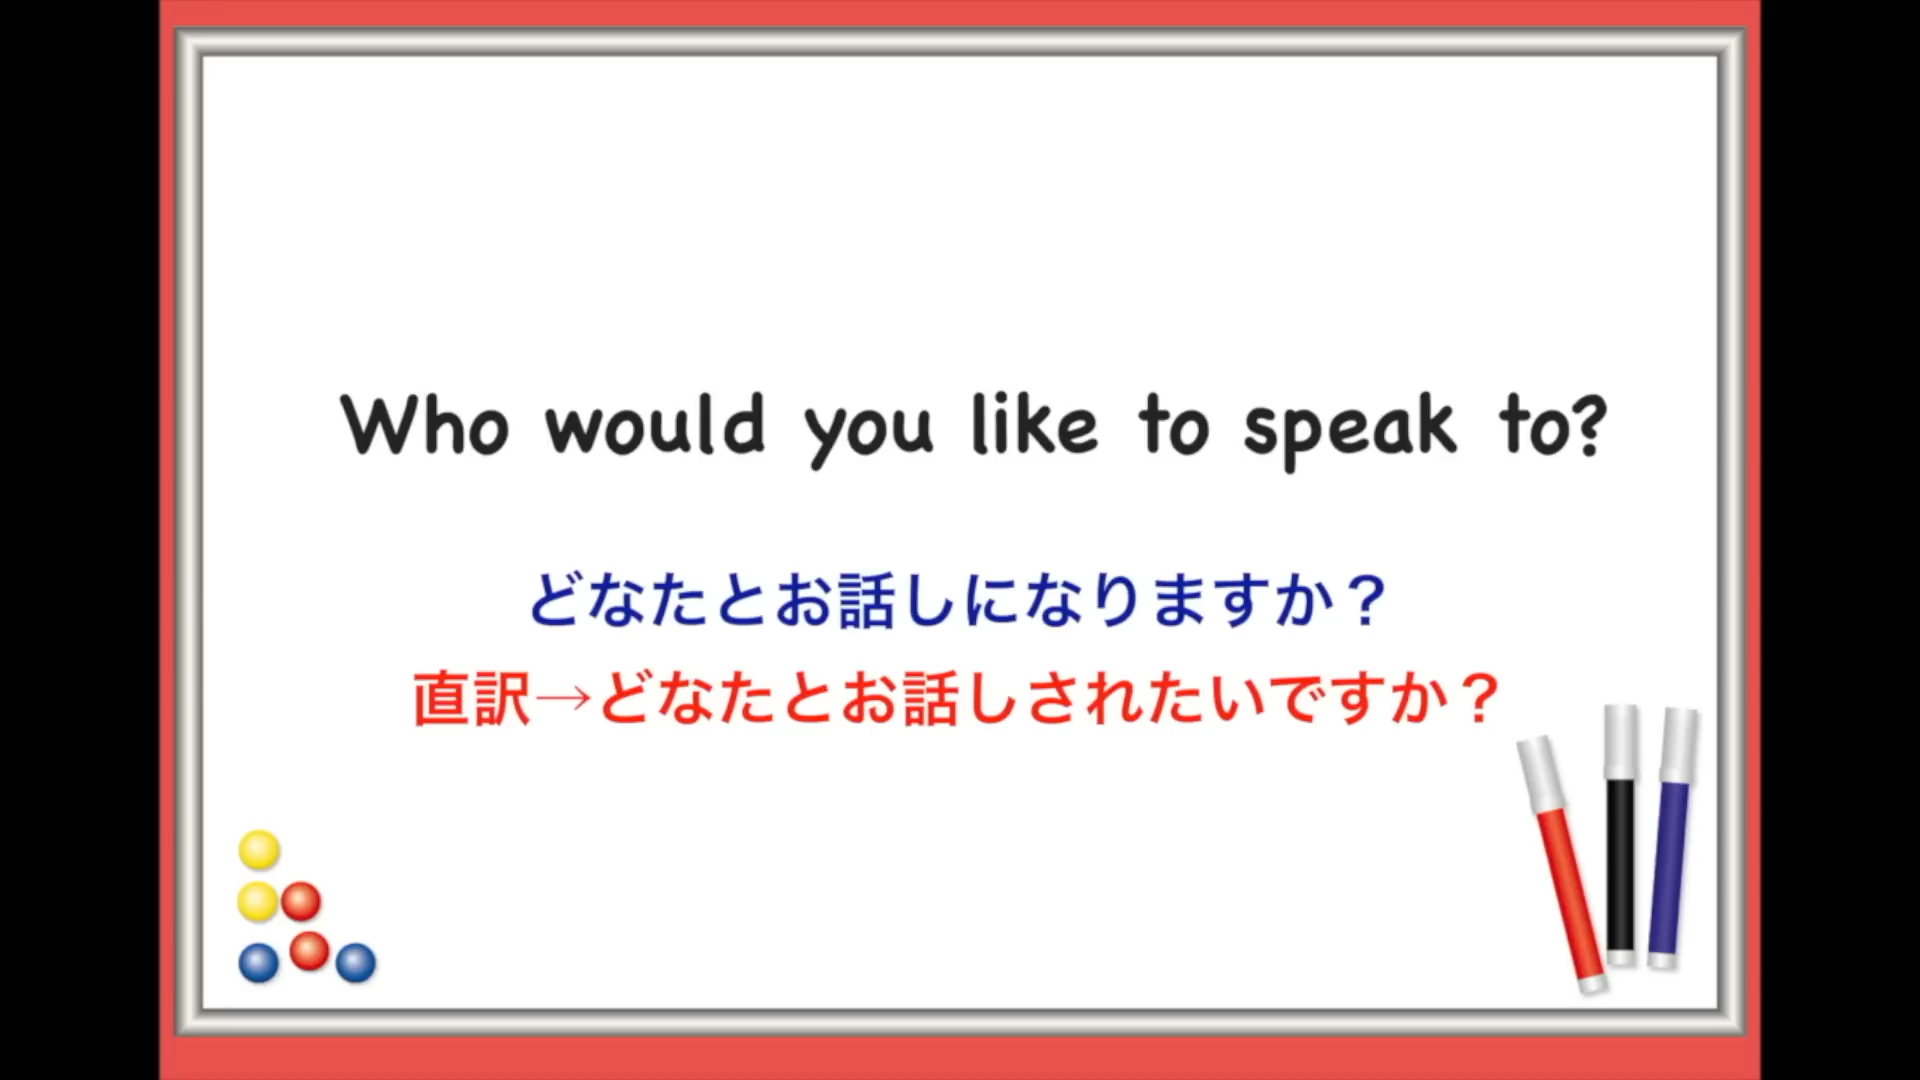 Who would you like to speak to?
どなたとお話しになりますか？
直訳→どなたとお話しされたいですか？